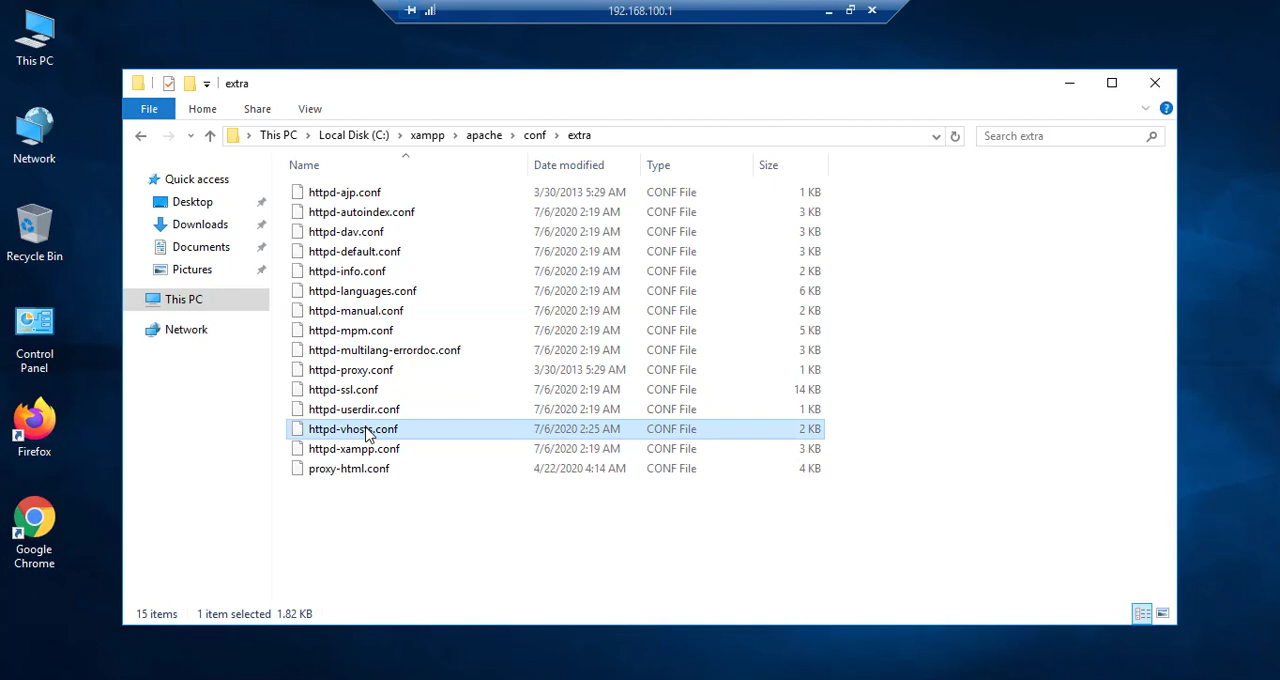 192.168.100.1
This PC
Network
Recycle Bin
Control
Panel
Firefox
Google
Chrome
extra
File Home Share View
This PC > Local Disk (C:) > xampp > apache > conf > extra
Search extra
Quick access
Desktop
Downloads
Documents
Pictures
This PC
Network
Name Date modified Type Size
httpd-ajp.conf 3/30/2013 5:29 AM CONF File 1 KB
httpd-autoindex.conf 7/6/2020 2:19 AM CONF File 3 KB
httpd-dav.conf 7/6/2020 2:19 AM CONF File 3 KB
httpd-default.conf 7/6/2020 2:19 AM CONF File 3 KB
httpd-info.conf 7/6/2020 2:19 AM CONF File 2 KB
httpd-languages.conf 7/6/2020 2:19 AM CONF File 6 KB
httpd-manual.conf 7/6/2020 2:19 AM CONF File 2 KB
httpd-mpm.conf 7/6/2020 2:19 AM CONF File 5 KB
httpd-multilang-errordoc.conf 7/6/2020 2:19 AM CONF File 3 KB
httpd-proxy.conf 3/30/2013 5:29 AM CONF File 1 KB
httpd-ssl.conf 7/6/2020 2:19 AM CONF File 14 KB
httpd-userdir.conf 7/6/2020 2:19 AM CONF File 1 KB
httpd-vhosts.conf 7/6/2020 2:25 AM CONF File 2 KB
httpd-xampp.conf 7/6/2020 2:19 AM CONF File 3 KB
proxy-html.conf 4/22/2020 4:14 AM CONF File 4 KB
15 items 1 item selected 1.82 KB